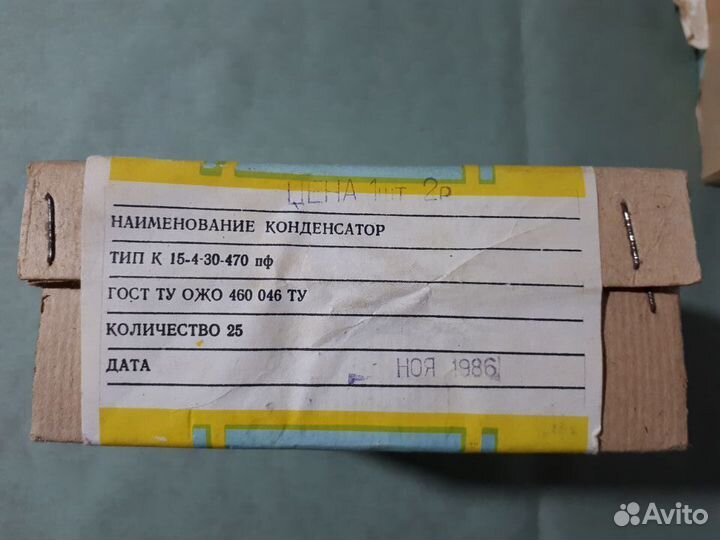 ЦЕНА 1шт 2р
НАИМЕНОВАНИЕ КОНДЕНСАТОР
ТИП К 15-4-30-470 пф
ГОСТ ТУ ОЖО 460 046 ТУ
КОЛИЧЕСТВО 25
ДАТА НОЯ 1986
Avito